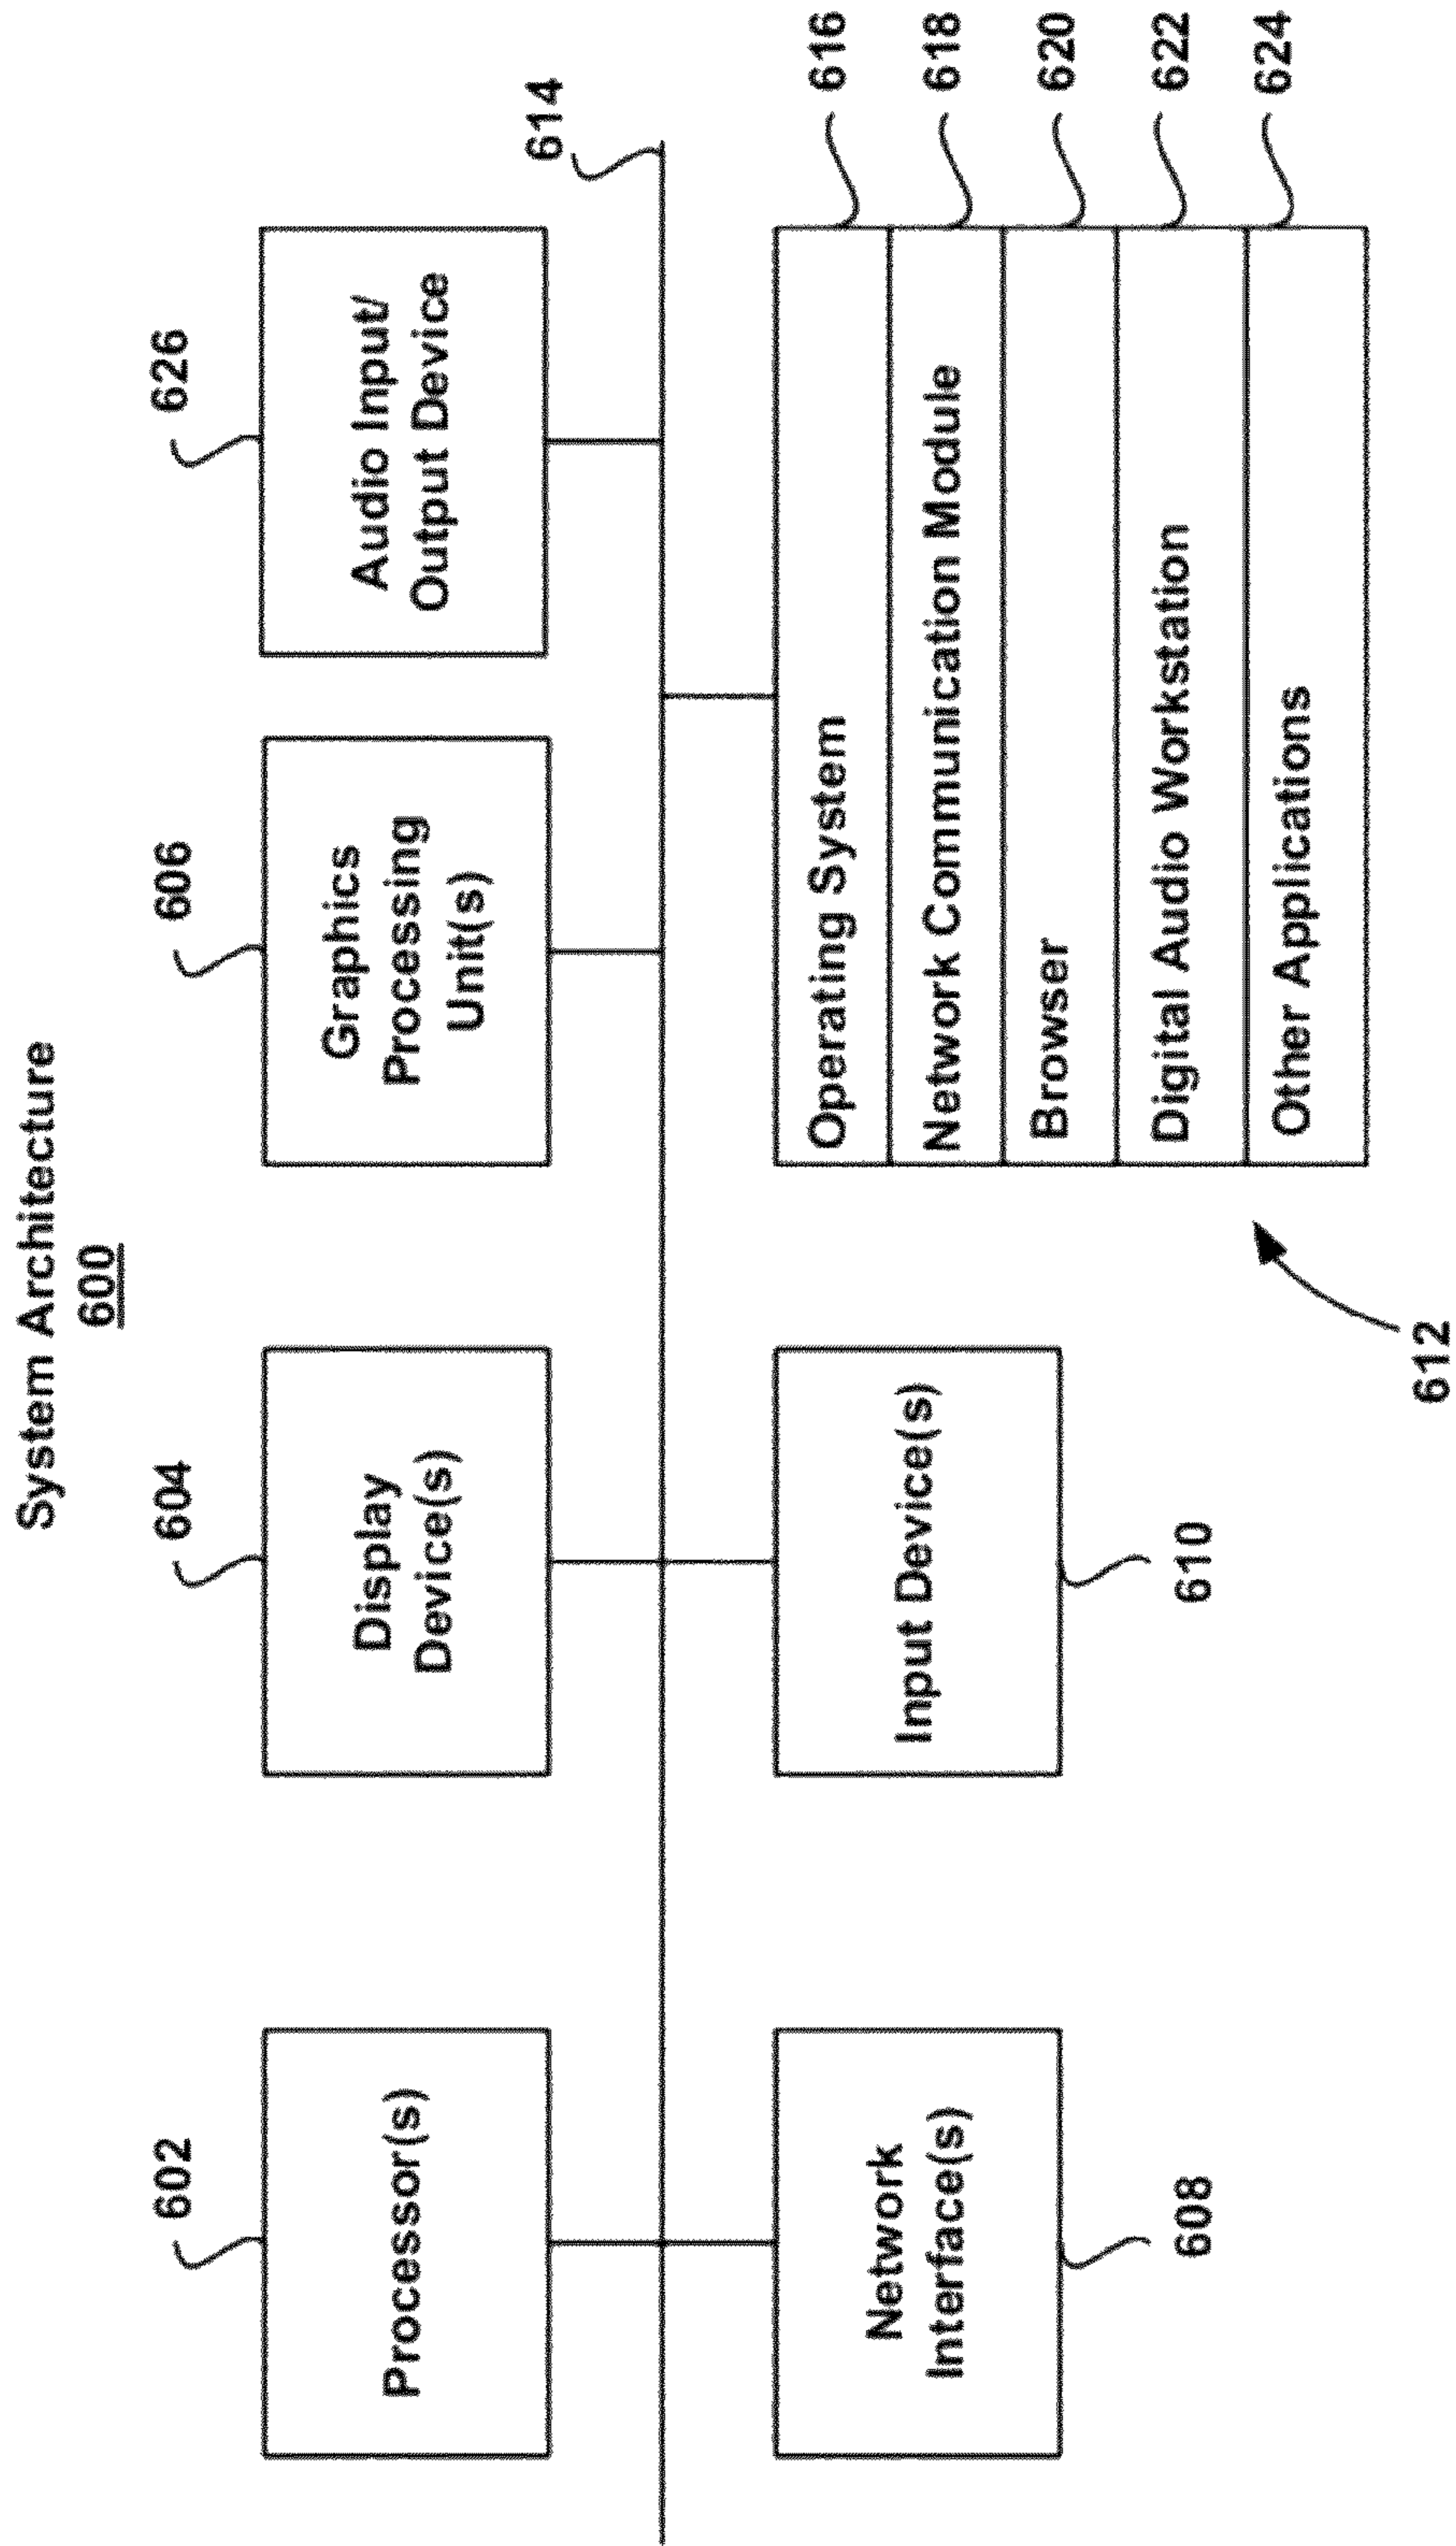 System Architecture
600
602
604
606
626
Processor(s)
Display
Device(s)
Graphics
Processing
Unit(s)
Audio Input/
Output Device
614
Network
Interface(s)
608
Input Device(s)
610
Operating System
616
Network Communication Module
618
Browser
620
Digital Audio Workstation
622
Other Applications
624
612